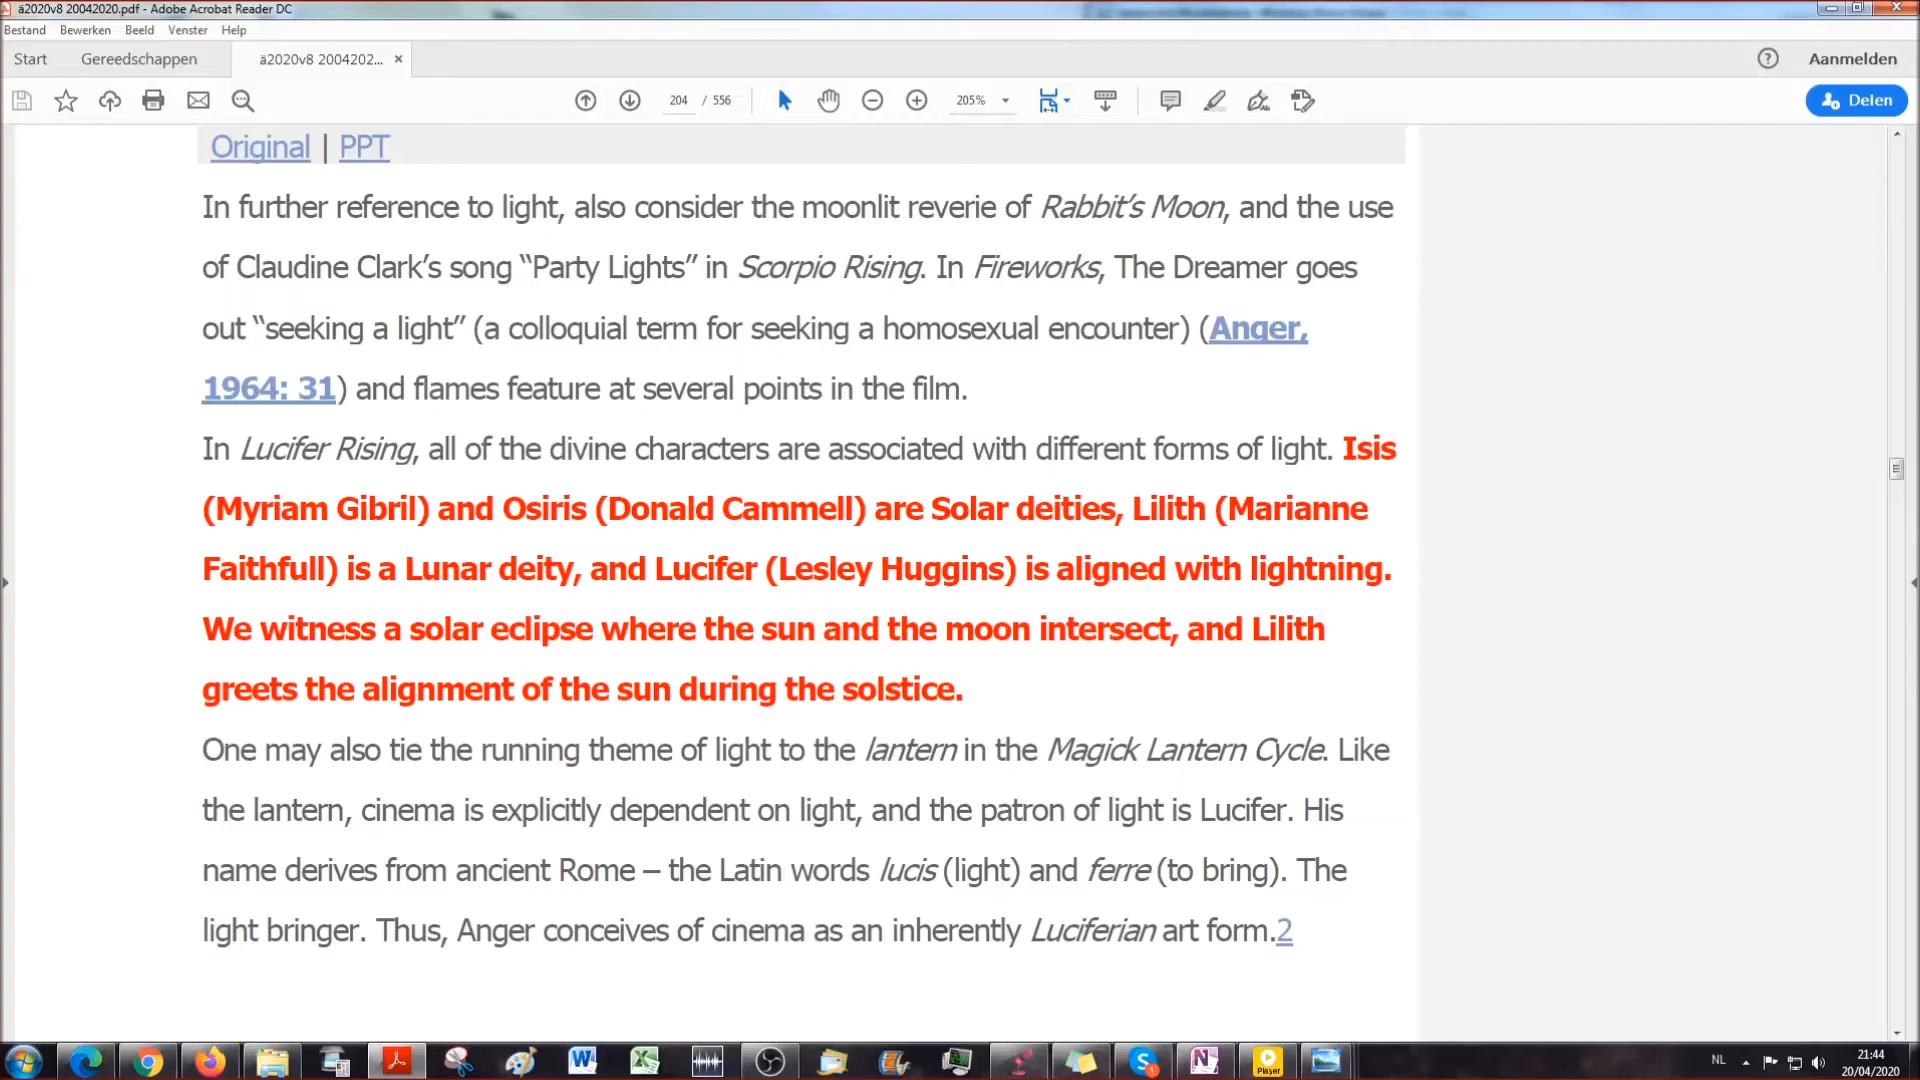 ä2020v8 20042020.pdf - Adobe Acrobat Reader DC
Bestand Bewerken Beeld Venster Help
Start Gereedschappen ä2020v8 2004202... × Aanmelden
204 / 556 205% Delen
Original | PPT
In further reference to light, also consider the moonlit reverie of Rabbit’s Moon, and the use
of Claudine Clark’s song “Party Lights” in Scorpio Rising. In Fireworks, The Dreamer goes
out “seeking a light” (a colloquial term for seeking a homosexual encounter) (Anger,
1964: 31) and flames feature at several points in the film.
In Lucifer Rising, all of the divine characters are associated with different forms of light. Isis
(Myriam Gibril) and Osiris (Donald Cammell) are Solar deities, Lilith (Marianne
Faithfull) is a Lunar deity, and Lucifer (Lesley Huggins) is aligned with lightning.
We witness a solar eclipse where the sun and the moon intersect, and Lilith
greets the alignment of the sun during the solstice.
One may also tie the running theme of light to the lantern in the Magick Lantern Cycle. Like
the lantern, cinema is explicitly dependent on light, and the patron of light is Lucifer. His
name derives from ancient Rome – the Latin words lucis (light) and ferre (to bring). The
light bringer. Thus, Anger conceives of cinema as an inherently Luciferian art form.2
Player
NL
21:44
20/04/2020